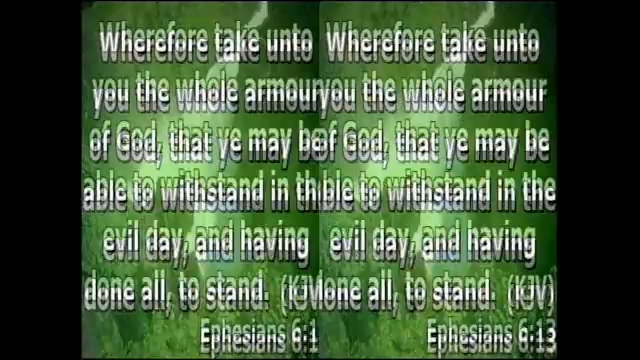 Wherefore take unto Wherefore take unto
you the whole armour you the whole armour
of God, that ye may be of God, that ye may be
able to withstand in th ble to withstand in the
evil day, and having evil day, and having
done all, to stand. (KJV done all, to stand. (KJV)
Ephesians 6:1 Ephesians 6:13